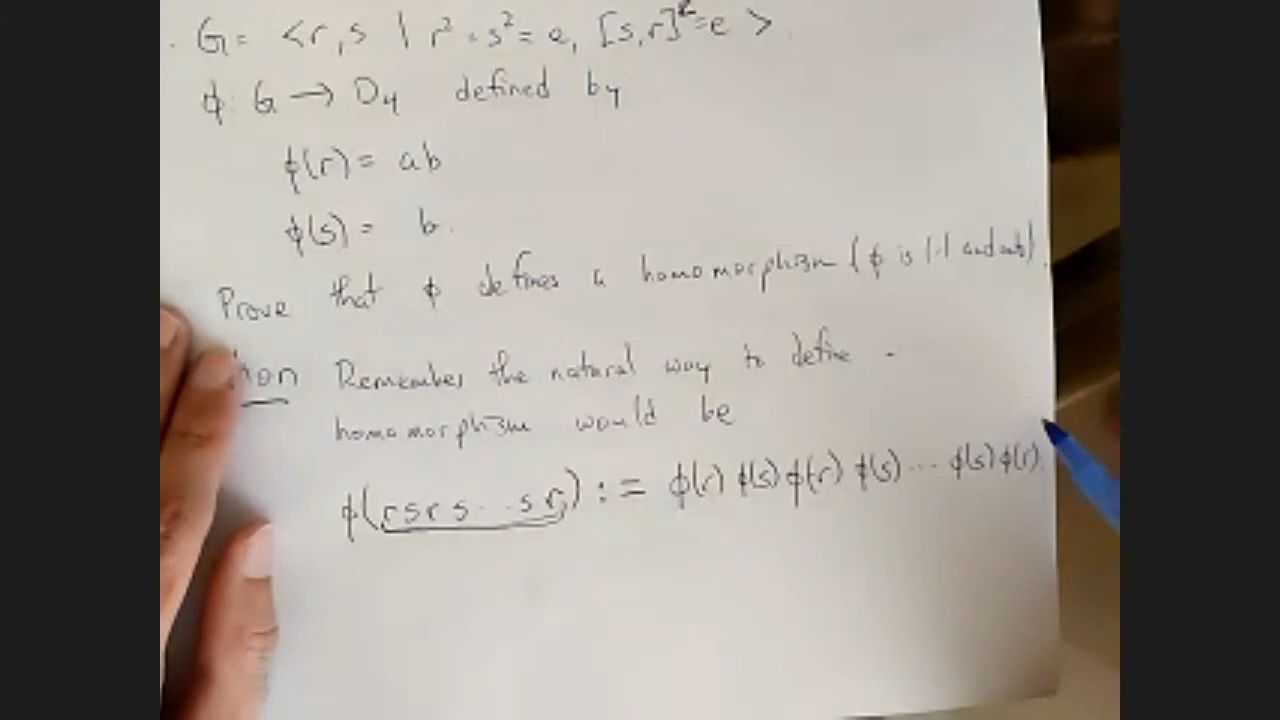 G = <r, s | r² = s² = e, [s,r]² = e >
φ: G → D₄ defined by
φ(r) = ab
φ(s) = b.
Prove that φ defines a homomorphism (φ is 1-1 and onto)
tion Remember the natural way to define
homomorphism would be
φ(rsrs...sr) := φ(r) φ(s) φ(r) φ(s) ... φ(s) φ(r)